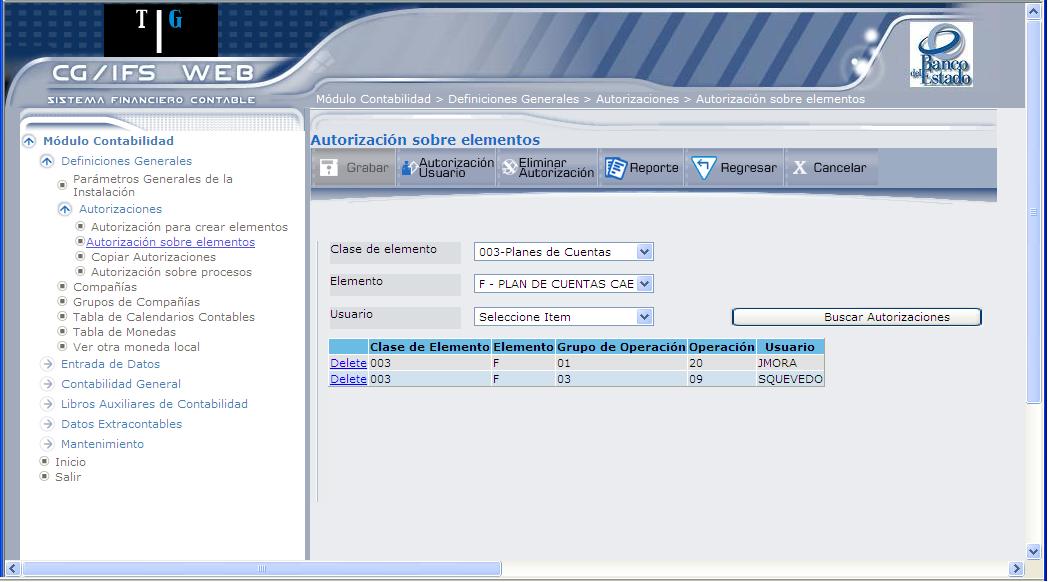 T G
CG/IFS WEB
SISTEMA FINANCIERO CONTABLE
Banco
del Estado
Módulo Contabilidad > Definiciones Generales > Autorizaciones > Autorización sobre elementos
Módulo Contabilidad
Definiciones Generales
Parámetros Generales de la
Instalación
Autorizaciones
Autorización para crear elementos
Autorización sobre elementos
Copiar Autorizaciones
Autorización sobre procesos
Compañías
Grupos de Compañías
Tabla de Calendarios Contables
Tabla de Monedas
Ver otra moneda local
Entrada de Datos
Contabilidad General
Libros Auxiliares de Contabilidad
Datos Extracontables
Mantenimiento
Inicio
Salir
Autorización sobre elementos
Grabar
Autorización
Usuario
Eliminar
Autorización
Reporte
Regresar
X Cancelar
Clase de elemento
003-Planes de Cuentas
Elemento
F - PLAN DE CUENTAS CAE
Usuario
Seleccione Item
Buscar Autorizaciones
Clase de Elemento Elemento Grupo de Operación Operación Usuario
Delete 003 F 01 20 JMORA
Delete 003 F 03 09 SQUEVEDO